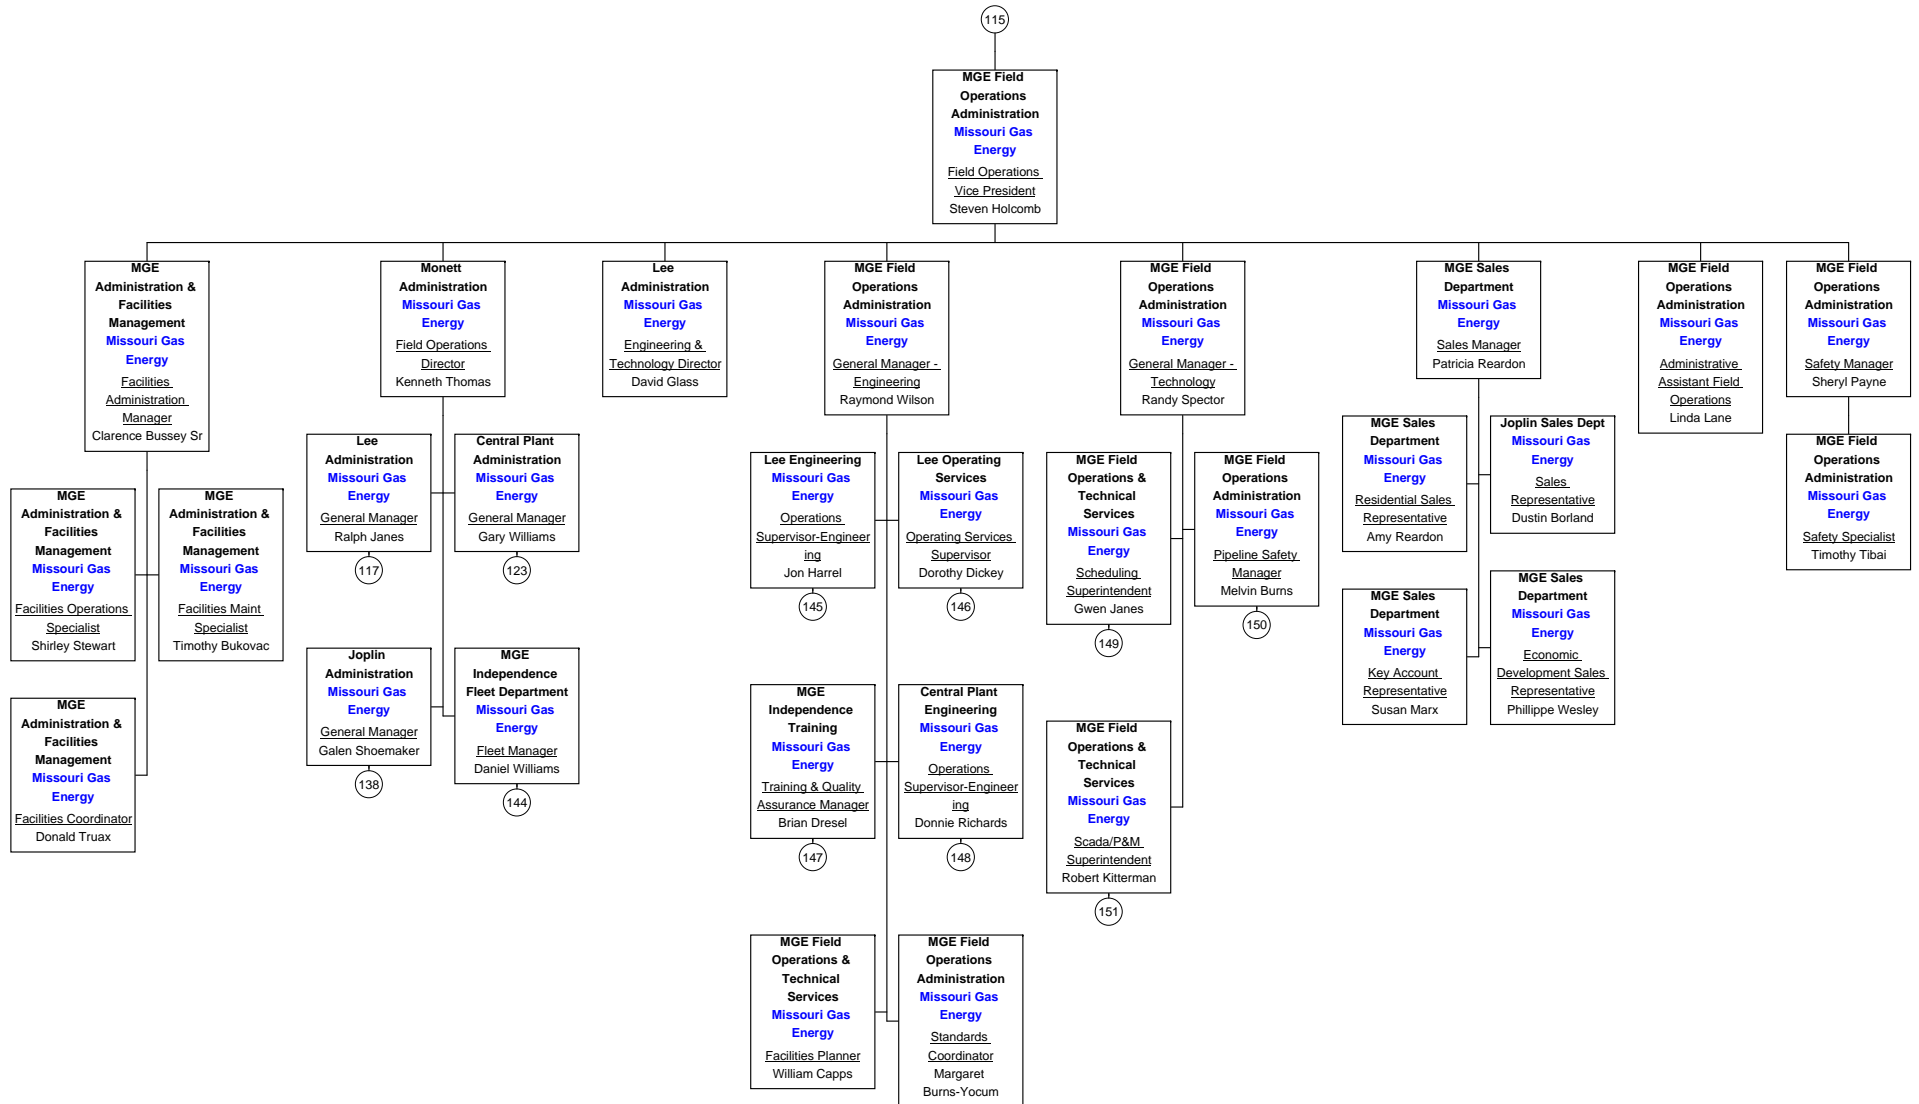 115
MGE Field
Operations
Administration
Missouri Gas
Energy
Field Operations
Vice President
Steven Holcomb
MGE
Administration &
Facilities
Management
Missouri Gas
Energy
Facilities
Administration
Manager
Clarence Bussey Sr
Monett
Administration
Missouri Gas
Energy
Field Operations
Director
Kenneth Thomas
Lee
Administration
Missouri Gas
Energy
Engineering &
Technology Director
David Glass
MGE Field
Operations
Administration
Missouri Gas
Energy
General Manager -
Engineering
Raymond Wilson
MGE Field
Operations
Administration
Missouri Gas
Energy
General Manager -
Technology
Randy Spector
MGE Sales
Department
Missouri Gas
Energy
Sales Manager
Patricia Reardon
MGE Field
Operations
Administration
Missouri Gas
Energy
Administrative
Assistant Field
Operations
Linda Lane
MGE Field
Operations
Administration
Missouri Gas
Energy
Safety Manager
Sheryl Payne
MGE
Administration &
Facilities
Management
Missouri Gas
Energy
Facilities Operations
Specialist
Shirley Stewart
MGE
Administration &
Facilities
Management
Missouri Gas
Energy
Facilities Maint
Specialist
Timothy Bukovac
MGE
Administration &
Facilities
Management
Missouri Gas
Energy
Facilities Coordinator
Donald Truax
Lee
Administration
Missouri Gas
Energy
General Manager
Ralph Janes
117
Central Plant
Administration
Missouri Gas
Energy
General Manager
Gary Williams
123
Joplin
Administration
Missouri Gas
Energy
General Manager
Galen Shoemaker
138
MGE
Independence
Fleet Department
Missouri Gas
Energy
Fleet Manager
Daniel Williams
144
Lee Engineering
Missouri Gas
Energy
Operations
Supervisor-Engineer
ing
Jon Harrel
145
Lee Operating
Services
Missouri Gas
Energy
Operating Services
Supervisor
Dorothy Dickey
146
MGE
Independence
Training
Missouri Gas
Energy
Training & Quality
Assurance Manager
Brian Dresel
147
Central Plant
Engineering
Missouri Gas
Energy
Operations
Supervisor-Engineer
ing
Donnie Richards
148
MGE Field
Operations &
Technical
Services
Missouri Gas
Energy
Facilities Planner
William Capps
MGE Field
Operations
Administration
Missouri Gas
Energy
Standards
Coordinator
Margaret
Burns-Yocum
MGE Field
Operations &
Technical
Services
Missouri Gas
Energy
Scheduling
Superintendent
Gwen Janes
149
MGE Field
Operations
Administration
Missouri Gas
Energy
Pipeline Safety
Manager
Melvin Burns
150
MGE Field
Operations &
Technical
Services
Missouri Gas
Energy
Scada/P&M
Superintendent
Robert Kitterman
151
MGE Sales
Department
Missouri Gas
Energy
Residential Sales
Representative
Amy Reardon
Joplin Sales Dept
Missouri Gas
Energy
Sales
Representative
Dustin Borland
MGE Sales
Department
Missouri Gas
Energy
Key Account
Representative
Susan Marx
MGE Sales
Department
Missouri Gas
Energy
Economic
Development Sales
Representative
Phillippe Wesley
MGE Field
Operations
Administration
Missouri Gas
Energy
Safety Specialist
Timothy Tibai